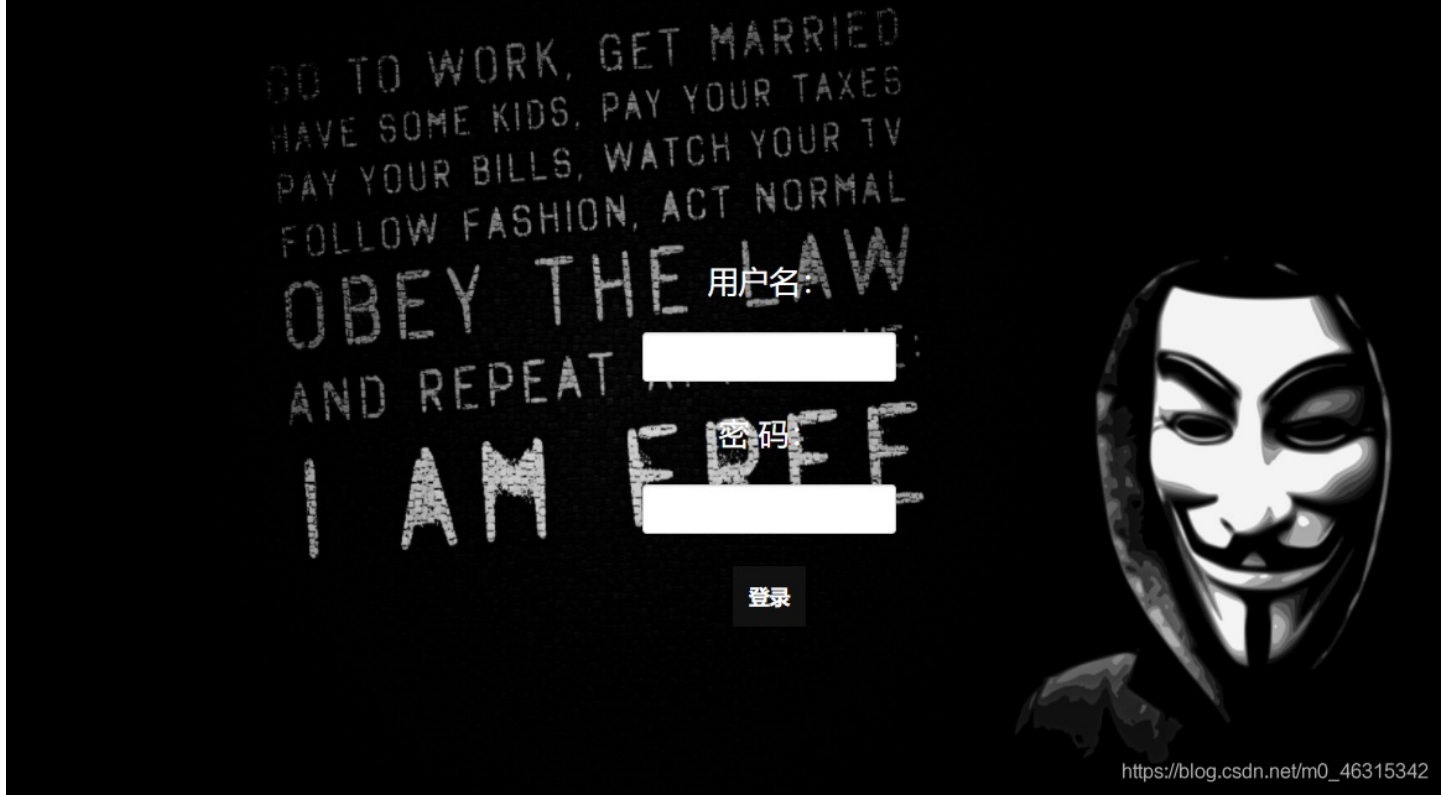 GO TO WORK, GET MARRIED
HAVE SOME KIDS, PAY YOUR TAXES
PAY YOUR BILLS, WATCH YOUR TV
FOLLOW FASHION, ACT NORMAL
OBEY THE LAW
AND REPEAT
I AM FREE
用户名:
密 码:
登录
https://blog.csdn.net/m0_46315342